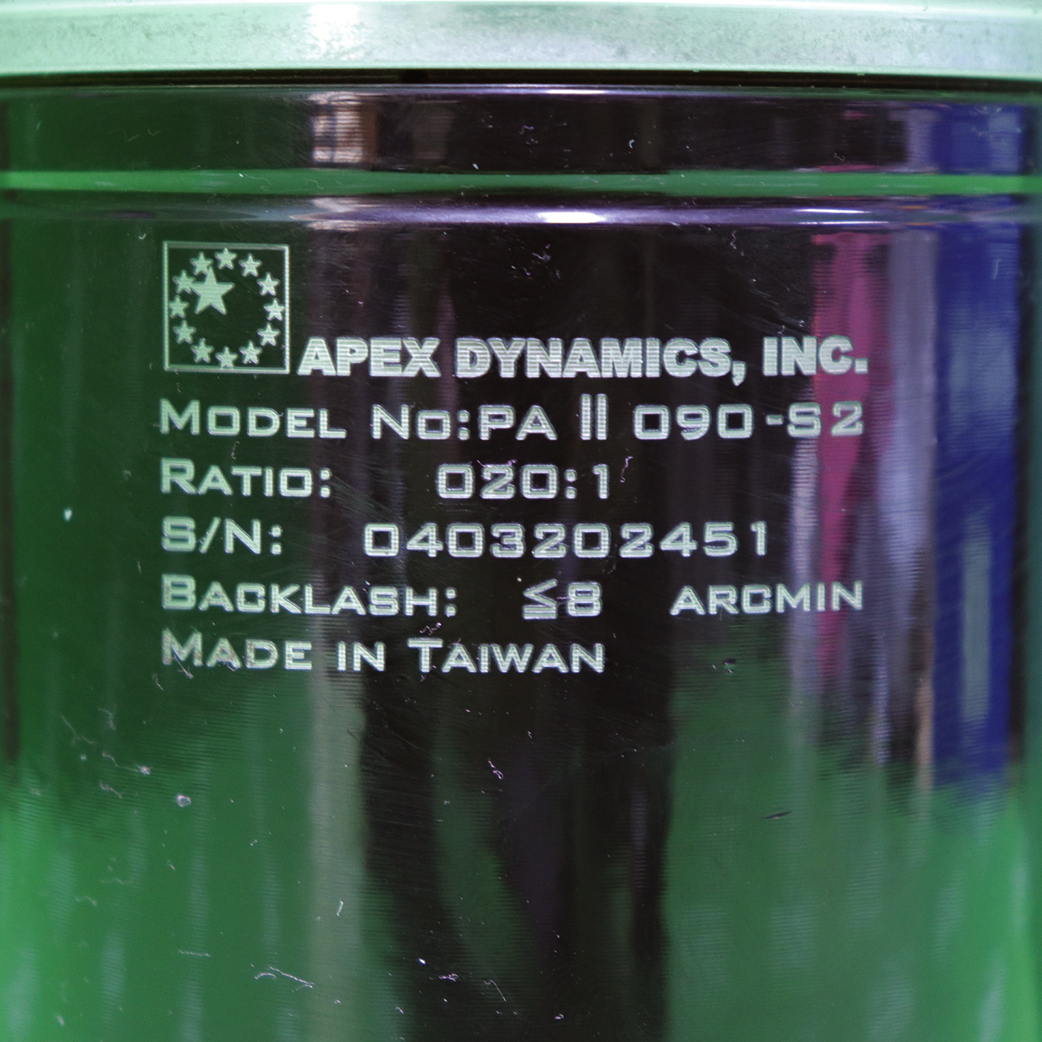 APEX DYNAMICS, INC.
MODEL NO:PA II 090-S2
RATIO: 020:1
S/N: 0403202451
BACKLASH: ≦8 ARCMIN
MADE IN TAIWAN